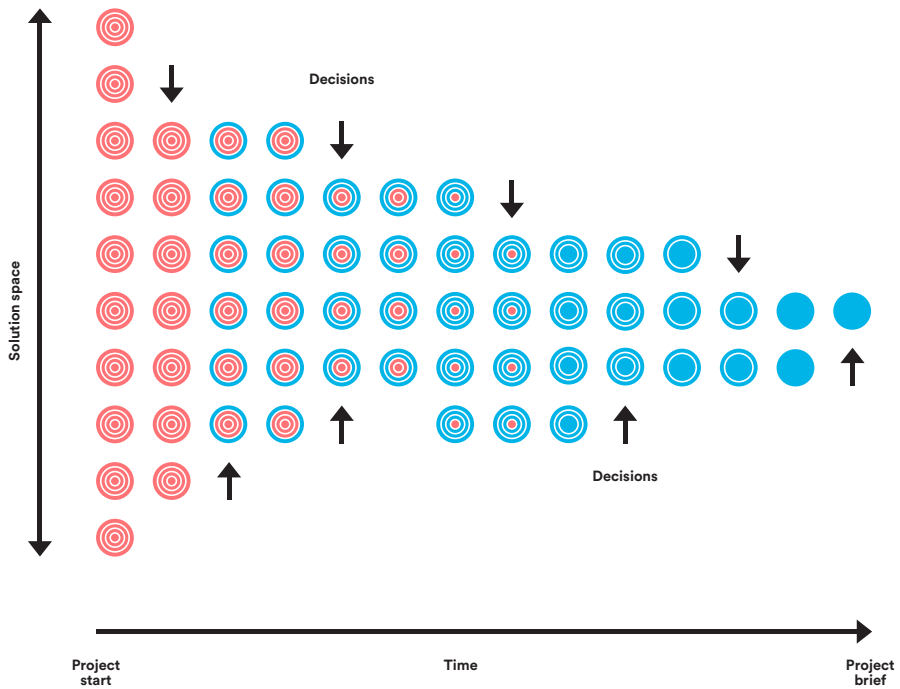 Decisions
Solution space
Decisions
Project
start
Time
Project
brief